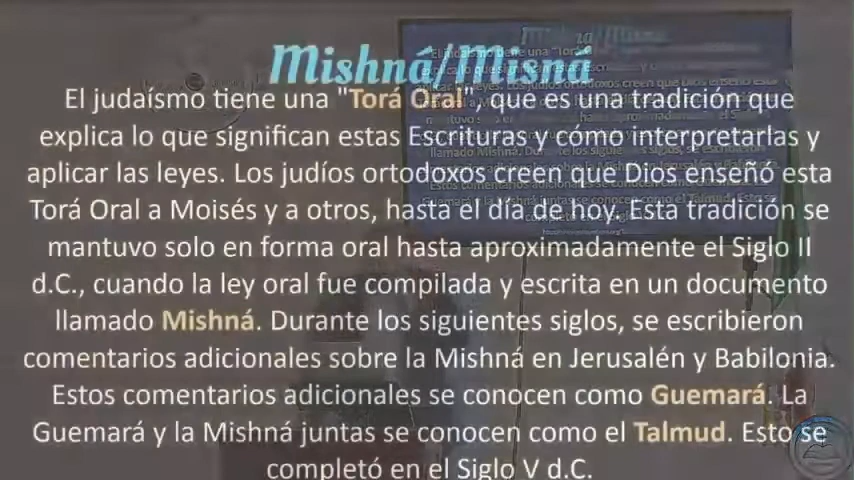 Mishná/Misná
El judaísmo tiene una "Torá Oral", que es una tradición que
explica lo que significan estas Escrituras y cómo interpretarlas y
aplicar las leyes. Los judíos ortodoxos creen que Dios enseñó esta
Torá Oral a Moisés y a otros, hasta el día de hoy. Esta tradición se
mantuvo solo en forma oral hasta aproximadamente el Siglo II
d.C., cuando la ley oral fue compilada y escrita en un documento
llamado Mishná. Durante los siguientes siglos, se escribieron
comentarios adicionales sobre la Mishná en Jerusalén y Babilonia.
Estos comentarios adicionales se conocen como Guemará. La
Guemará y la Mishná juntas se conocen como el Talmud. Esto se
completó en el Siglo V d.C.